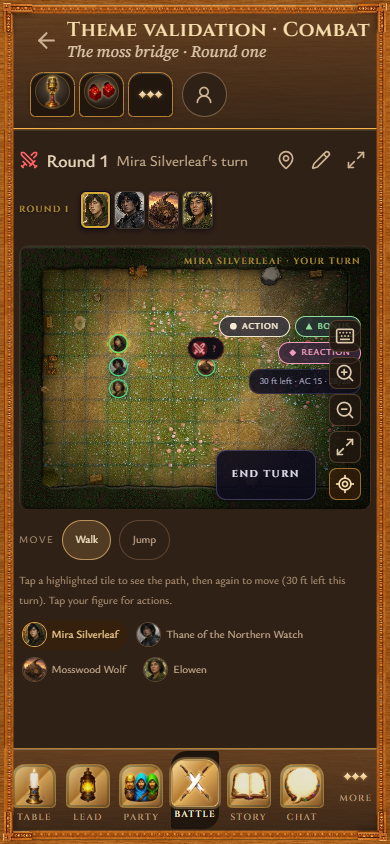 THEME VALIDATION · COMBAT
The moss bridge · Round one
Round 1 Mira Silverleaf's turn
ROUND 1
MIRA SILVERLEAF · YOUR TURN
ACTION
REACTION
?
30 ft left · AC 15 ·
END TURN
MOVE Walk Jump
Tap a highlighted tile to see the path, then again to move (30 ft left this
turn). Tap your figure for actions.
Mira Silverleaf Thane of the Northern Watch
Mosswood Wolf Elowen
TABLE LEAD PARTY BATTLE STORY CHAT MORE